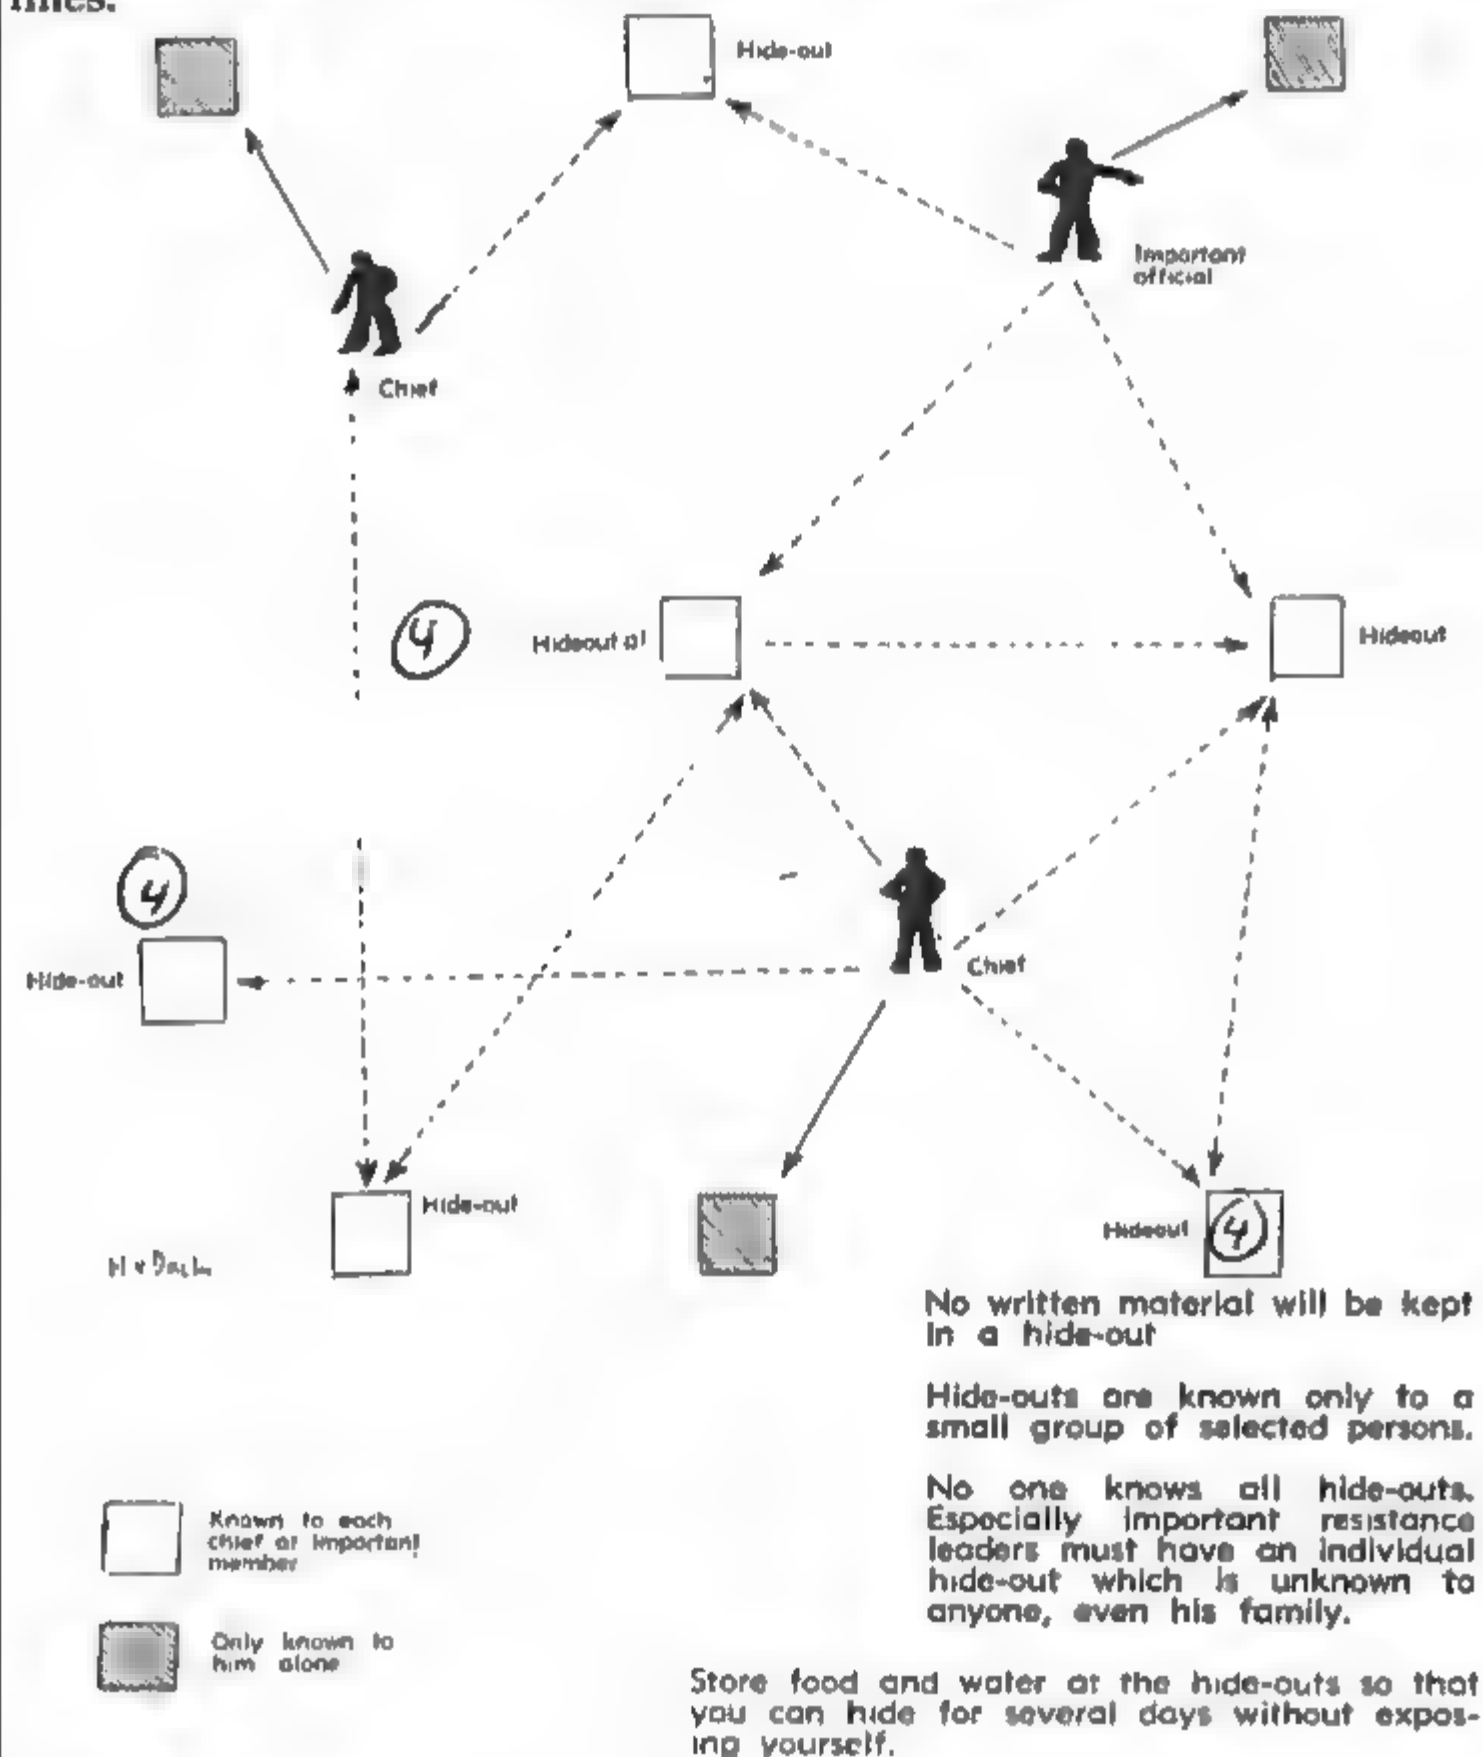 Hide-out
Important
official
Chief
4
Hideout
Hideout
4
Hide-out
Chief
Hide-out
Hideout
4
No written material will be kept
in a hide-out
Hide-outs are known only to a
small group of selected persons.
No one knows all hide-outs.
Especially important resistance
leaders must have an individual
hide-out which is unknown to
anyone, even his family.
Known to each
chief or important
member
Only known to
him alone
Store food and water at the hide-outs so that
you can hide for several days without expos-
ing yourself.